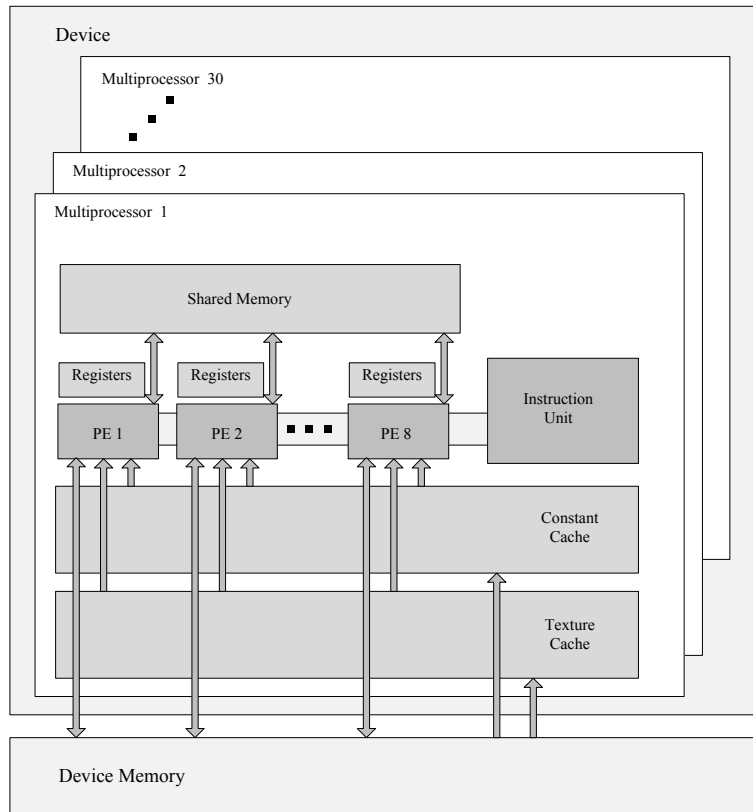 Device
Multiprocessor 30
Multiprocessor 2
Multiprocessor 1
Shared Memory
Registers
Registers
Registers
Instruction
Unit
PE 1
PE 2
PE 8
Constant
Cache
Texture
Cache
Device Memory